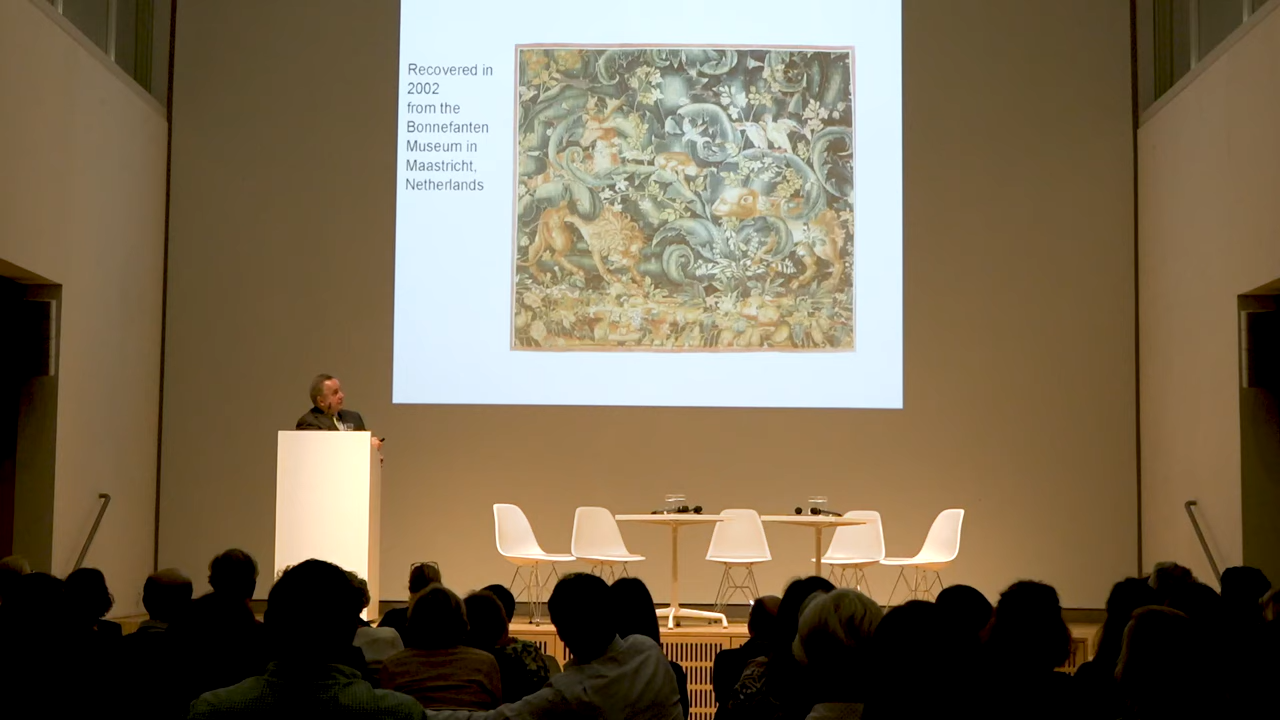 Recovered in
2002
from the
Bonnefanten
Museum in
Maastricht,
Netherlands